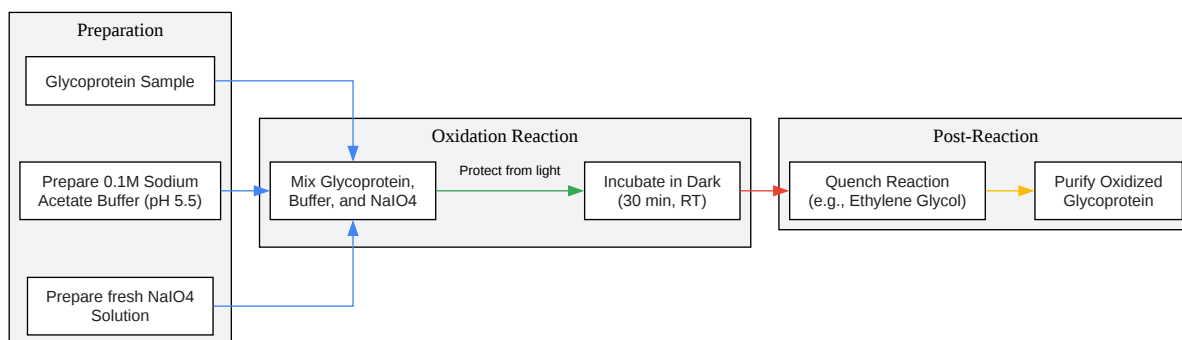 Preparation
Glycoprotein Sample
Prepare 0.1M Sodium
Acetate Buffer (pH 5.5)
Prepare fresh NaIO4
Solution
Oxidation Reaction
Mix Glycoprotein,
Buffer, and NaIO4
Protect from light
Incubate in Dark
(30 min, RT)
Post-Reaction
Quench Reaction
(e.g., Ethylene Glycol)
Purify Oxidized
Glycoprotein